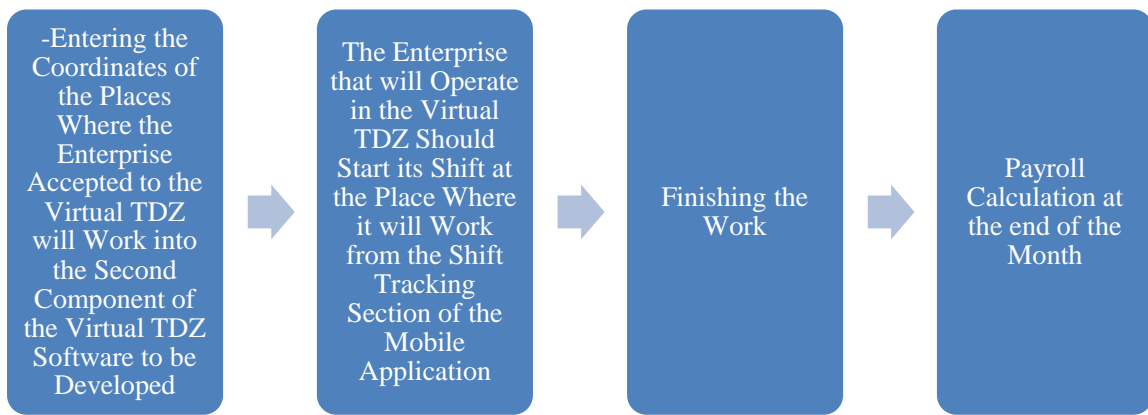 -Entering the
Coordinates of
the Places
Where the
Enterprise
Accepted to the
Virtual TDZ
will Work into
the Second
Component of
the Virtual TDZ
Software to be
Developed
The Enterprise
that will Operate
in the Virtual
TDZ Should
Start its Shift at
the Place Where
it will Work
from the Shift
Tracking
Section of the
Mobile
Application
Finishing the
Work
Payroll
Calculation at
the end of the
Month